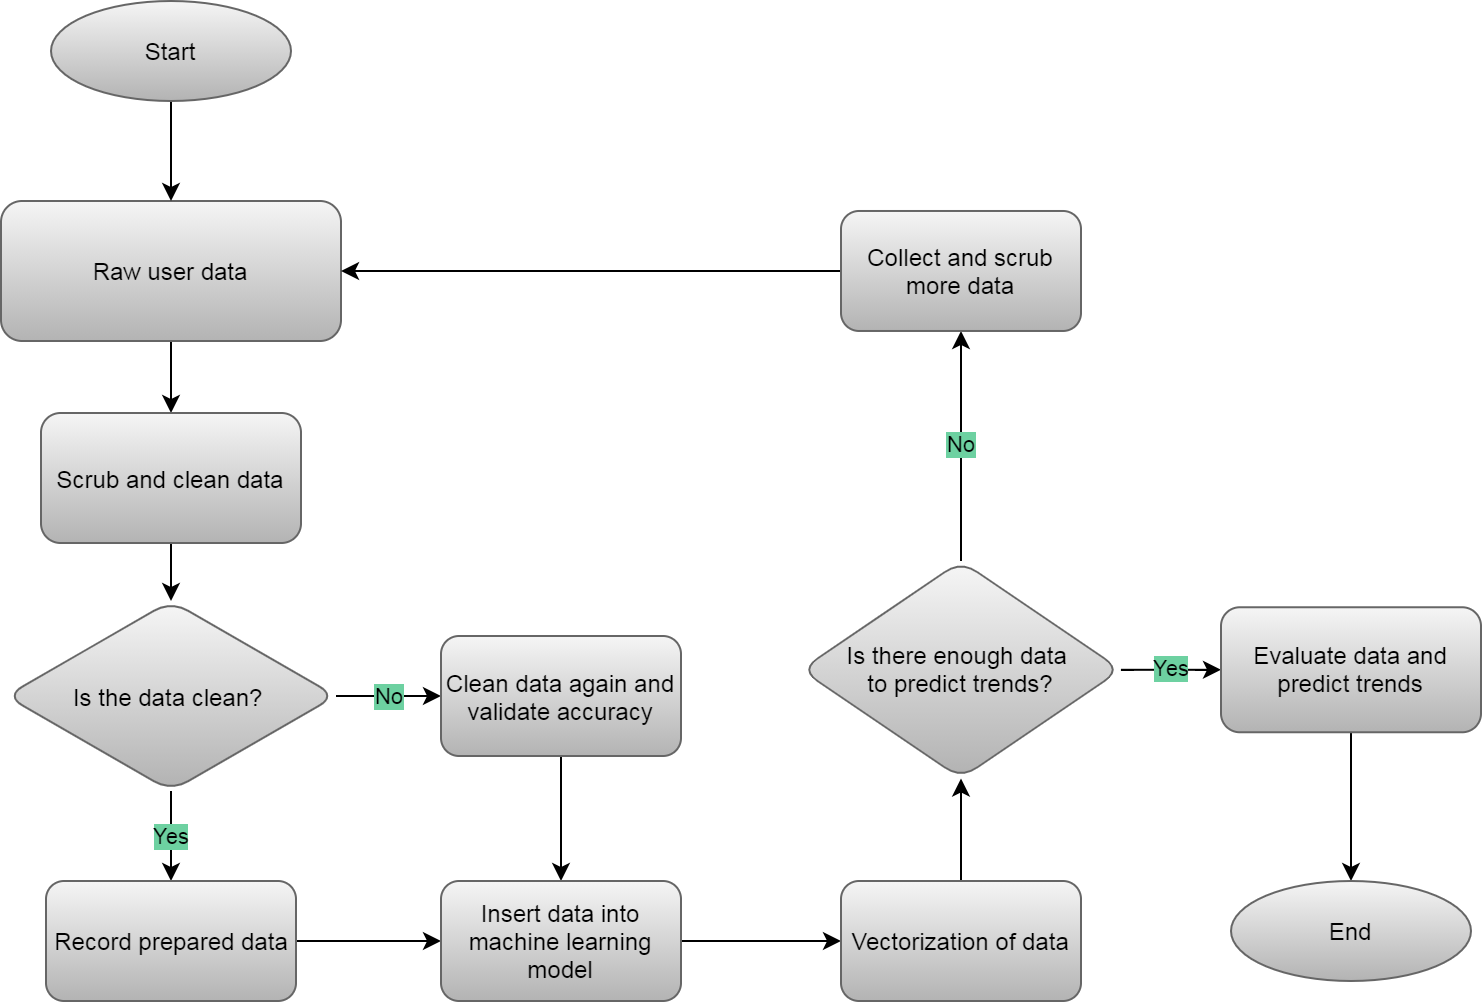 Start
Raw user data
Scrub and clean data
Is the data clean?
No
Clean data again and
validate accuracy
Yes
Record prepared data
Insert data into
machine learning
model
Vectorization of data
Is there enough data
to predict trends?
No
Collect and scrub
more data
Yes
Evaluate data and
predict trends
End